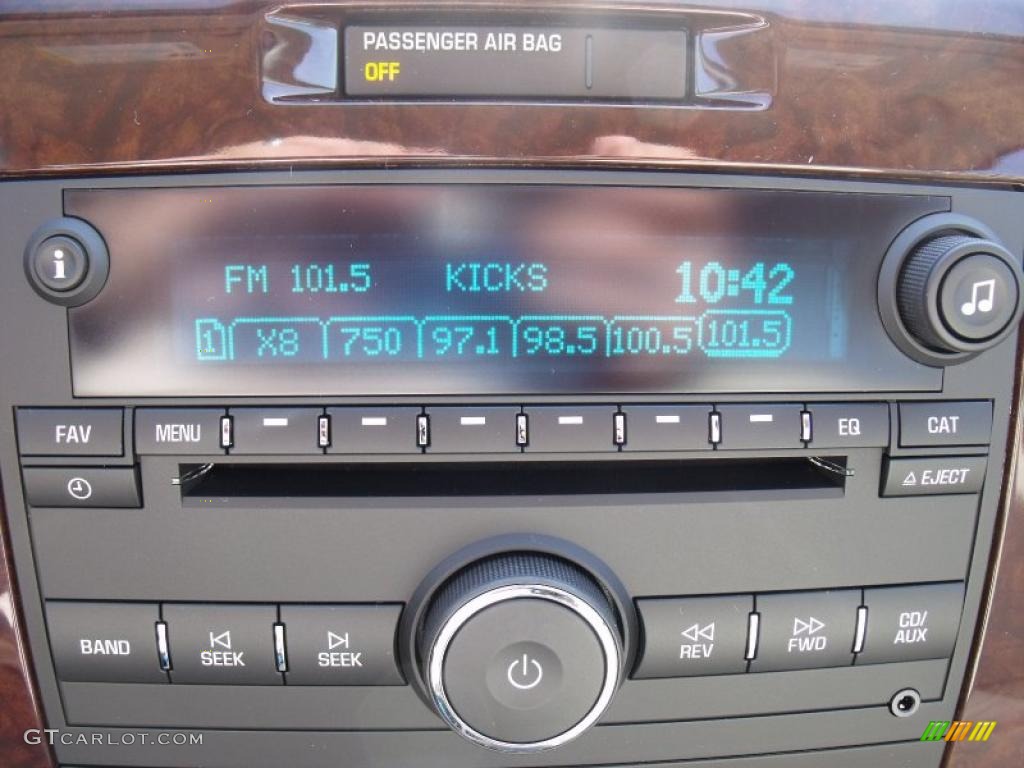 PASSENGER AIR BAG
OFF
i
FM 101.5 KICKS 10:42
1 X8 750 97.1 98.5 100.5 101.5
FAV MENU EQ CAT
EJECT
BAND SEEK SEEK REV FWD CD/
AUX
GTCARLOT.COM